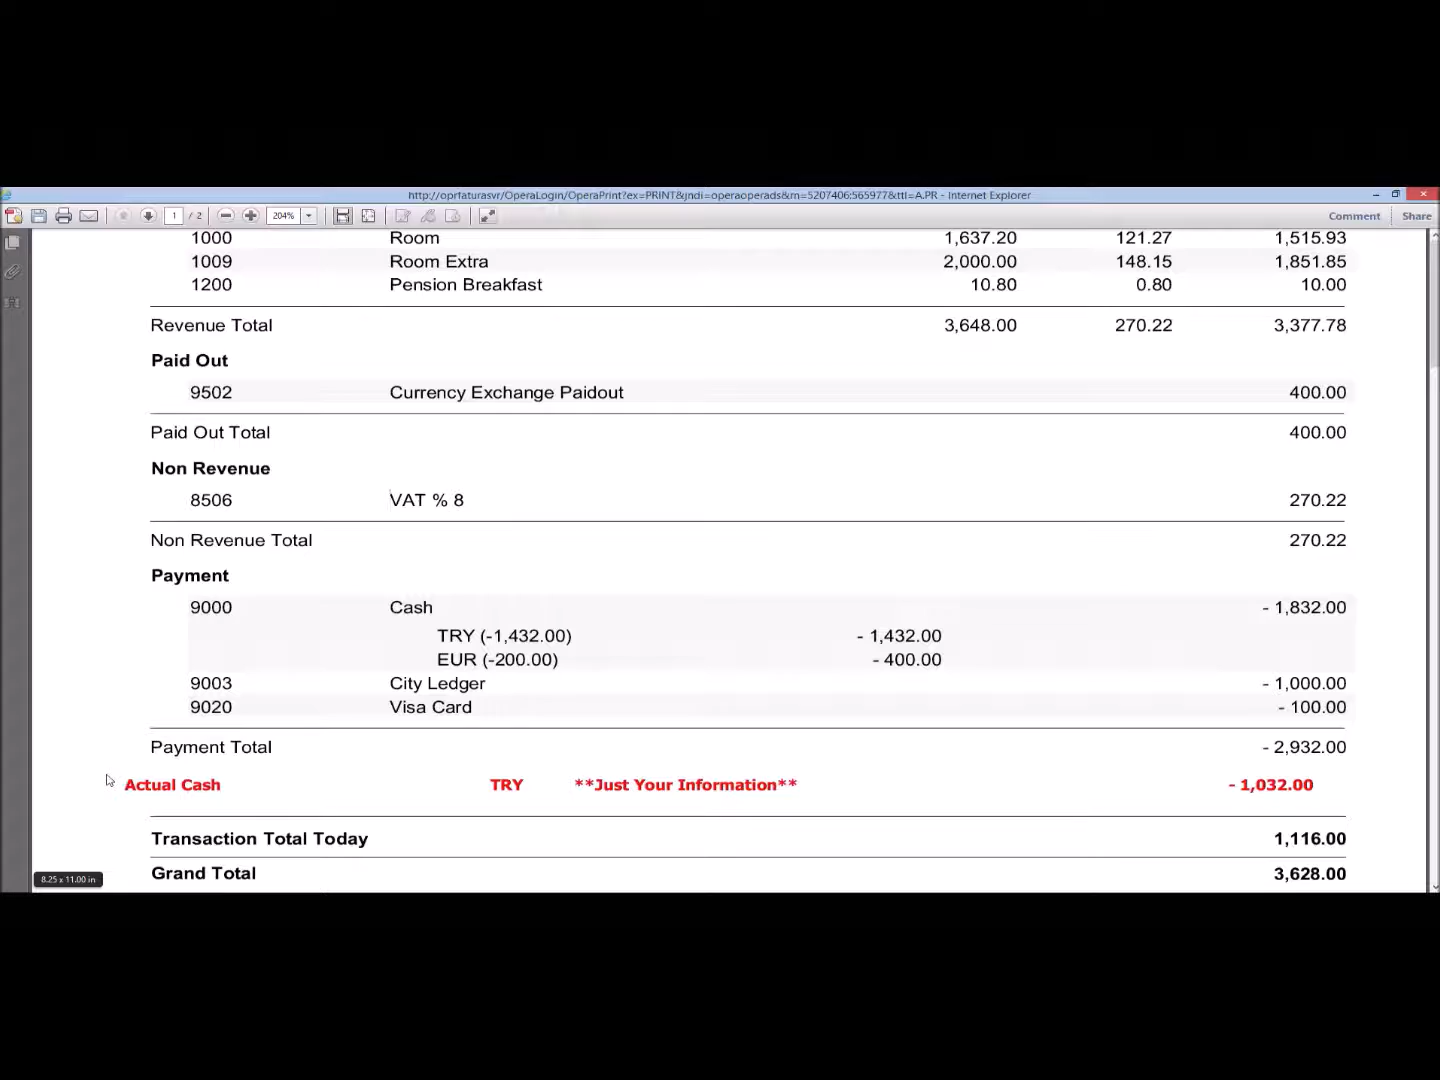 http://oprfaturasvr/OperaLogin/OperaPrint?ex=PRINT&jndi=operaoperads&m=5207406:565977&ttl=A.PR - Internet Explorer
1 / 2 204% Comment Share
1000 Room 1,637.20 121.27 1,515.93
1009 Room Extra 2,000.00 148.15 1,851.85
1200 Pension Breakfast 10.80 0.80 10.00
Revenue Total 3,648.00 270.22 3,377.78
Paid Out
9502 Currency Exchange Paidout 400.00
Paid Out Total 400.00
Non Revenue
8506 VAT % 8 270.22
Non Revenue Total 270.22
Payment
9000 Cash - 1,832.00
TRY (-1,432.00) - 1,432.00
EUR (-200.00) - 400.00
9003 City Ledger - 1,000.00
9020 Visa Card - 100.00
Payment Total - 2,932.00
Actual Cash TRY **Just Your Information** - 1,032.00
Transaction Total Today 1,116.00
Grand Total 3,628.00
8.25 x 11.00 in